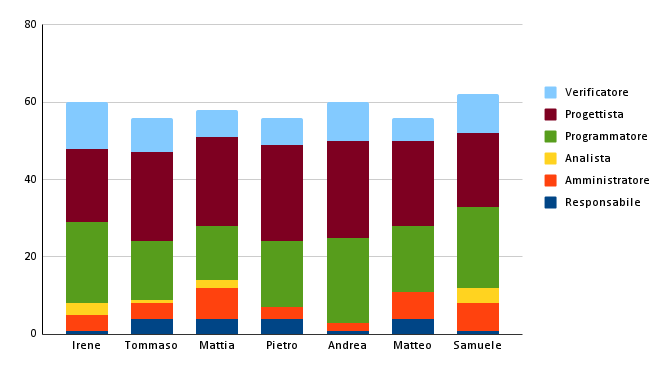 80
60
40
20
0
Irene Tommaso Mattia Pietro Andrea Matteo Samuele
Verificatore
Progettista
Programmatore
Analista
Amministratore
Responsabile